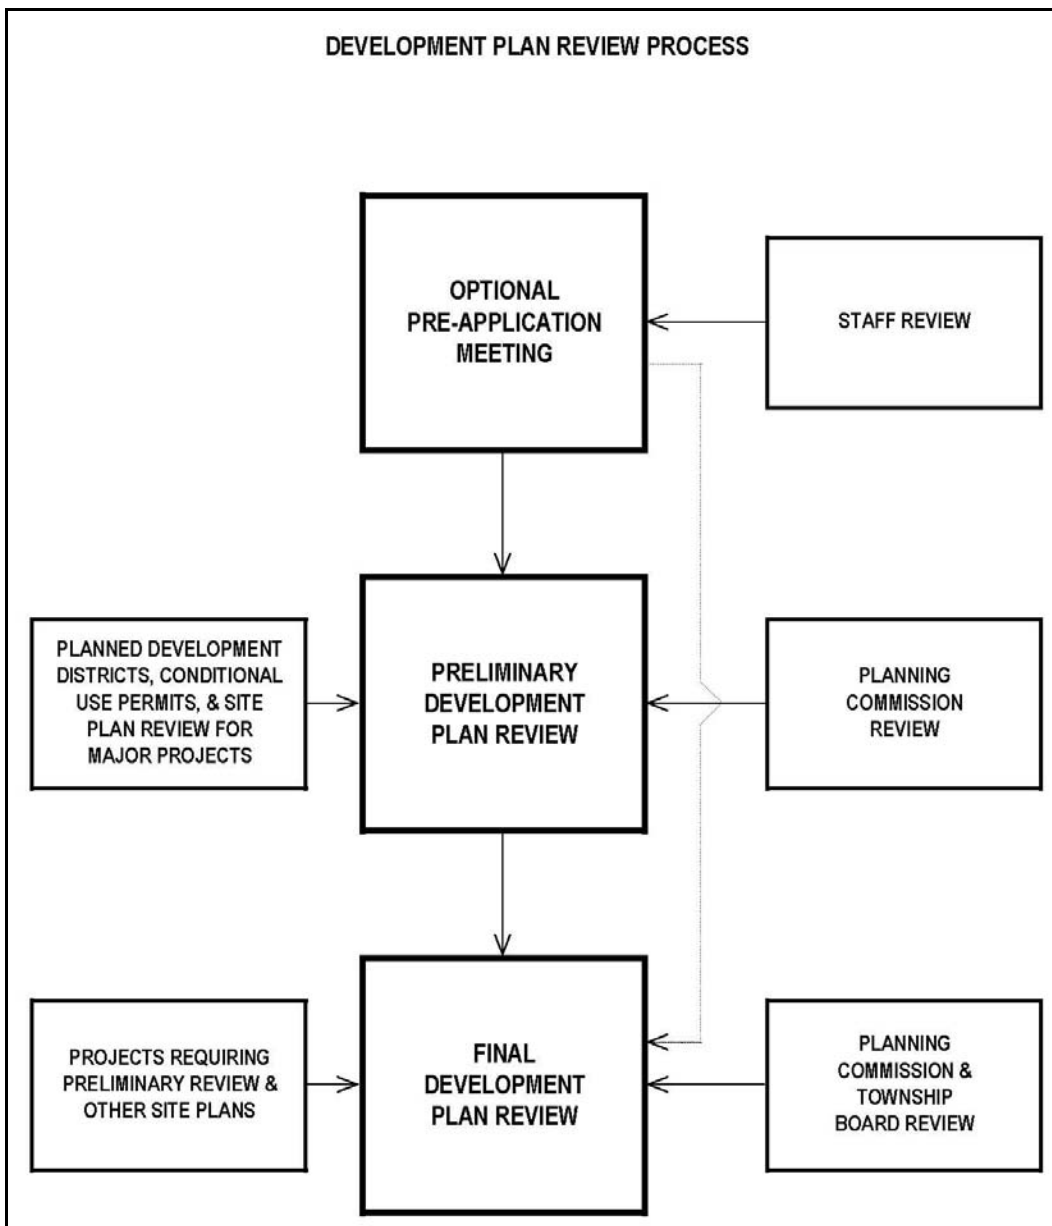 DEVELOPMENT PLAN REVIEW PROCESS
OPTIONAL
PRE-APPLICATION
MEETING
STAFF REVIEW
PLANNED DEVELOPMENT
DISTRICTS, CONDITIONAL
USE PERMITS, & SITE
PLAN REVIEW FOR
MAJOR PROJECTS
PRELIMINARY
DEVELOPMENT
PLAN REVIEW
PLANNING
COMMISSION
REVIEW
PROJECTS REQUIRING
PRELIMINARY REVIEW &
OTHER SITE PLANS
FINAL
DEVELOPMENT
PLAN REVIEW
PLANNING
COMMISSION &
TOWNSHIP
BOARD REVIEW